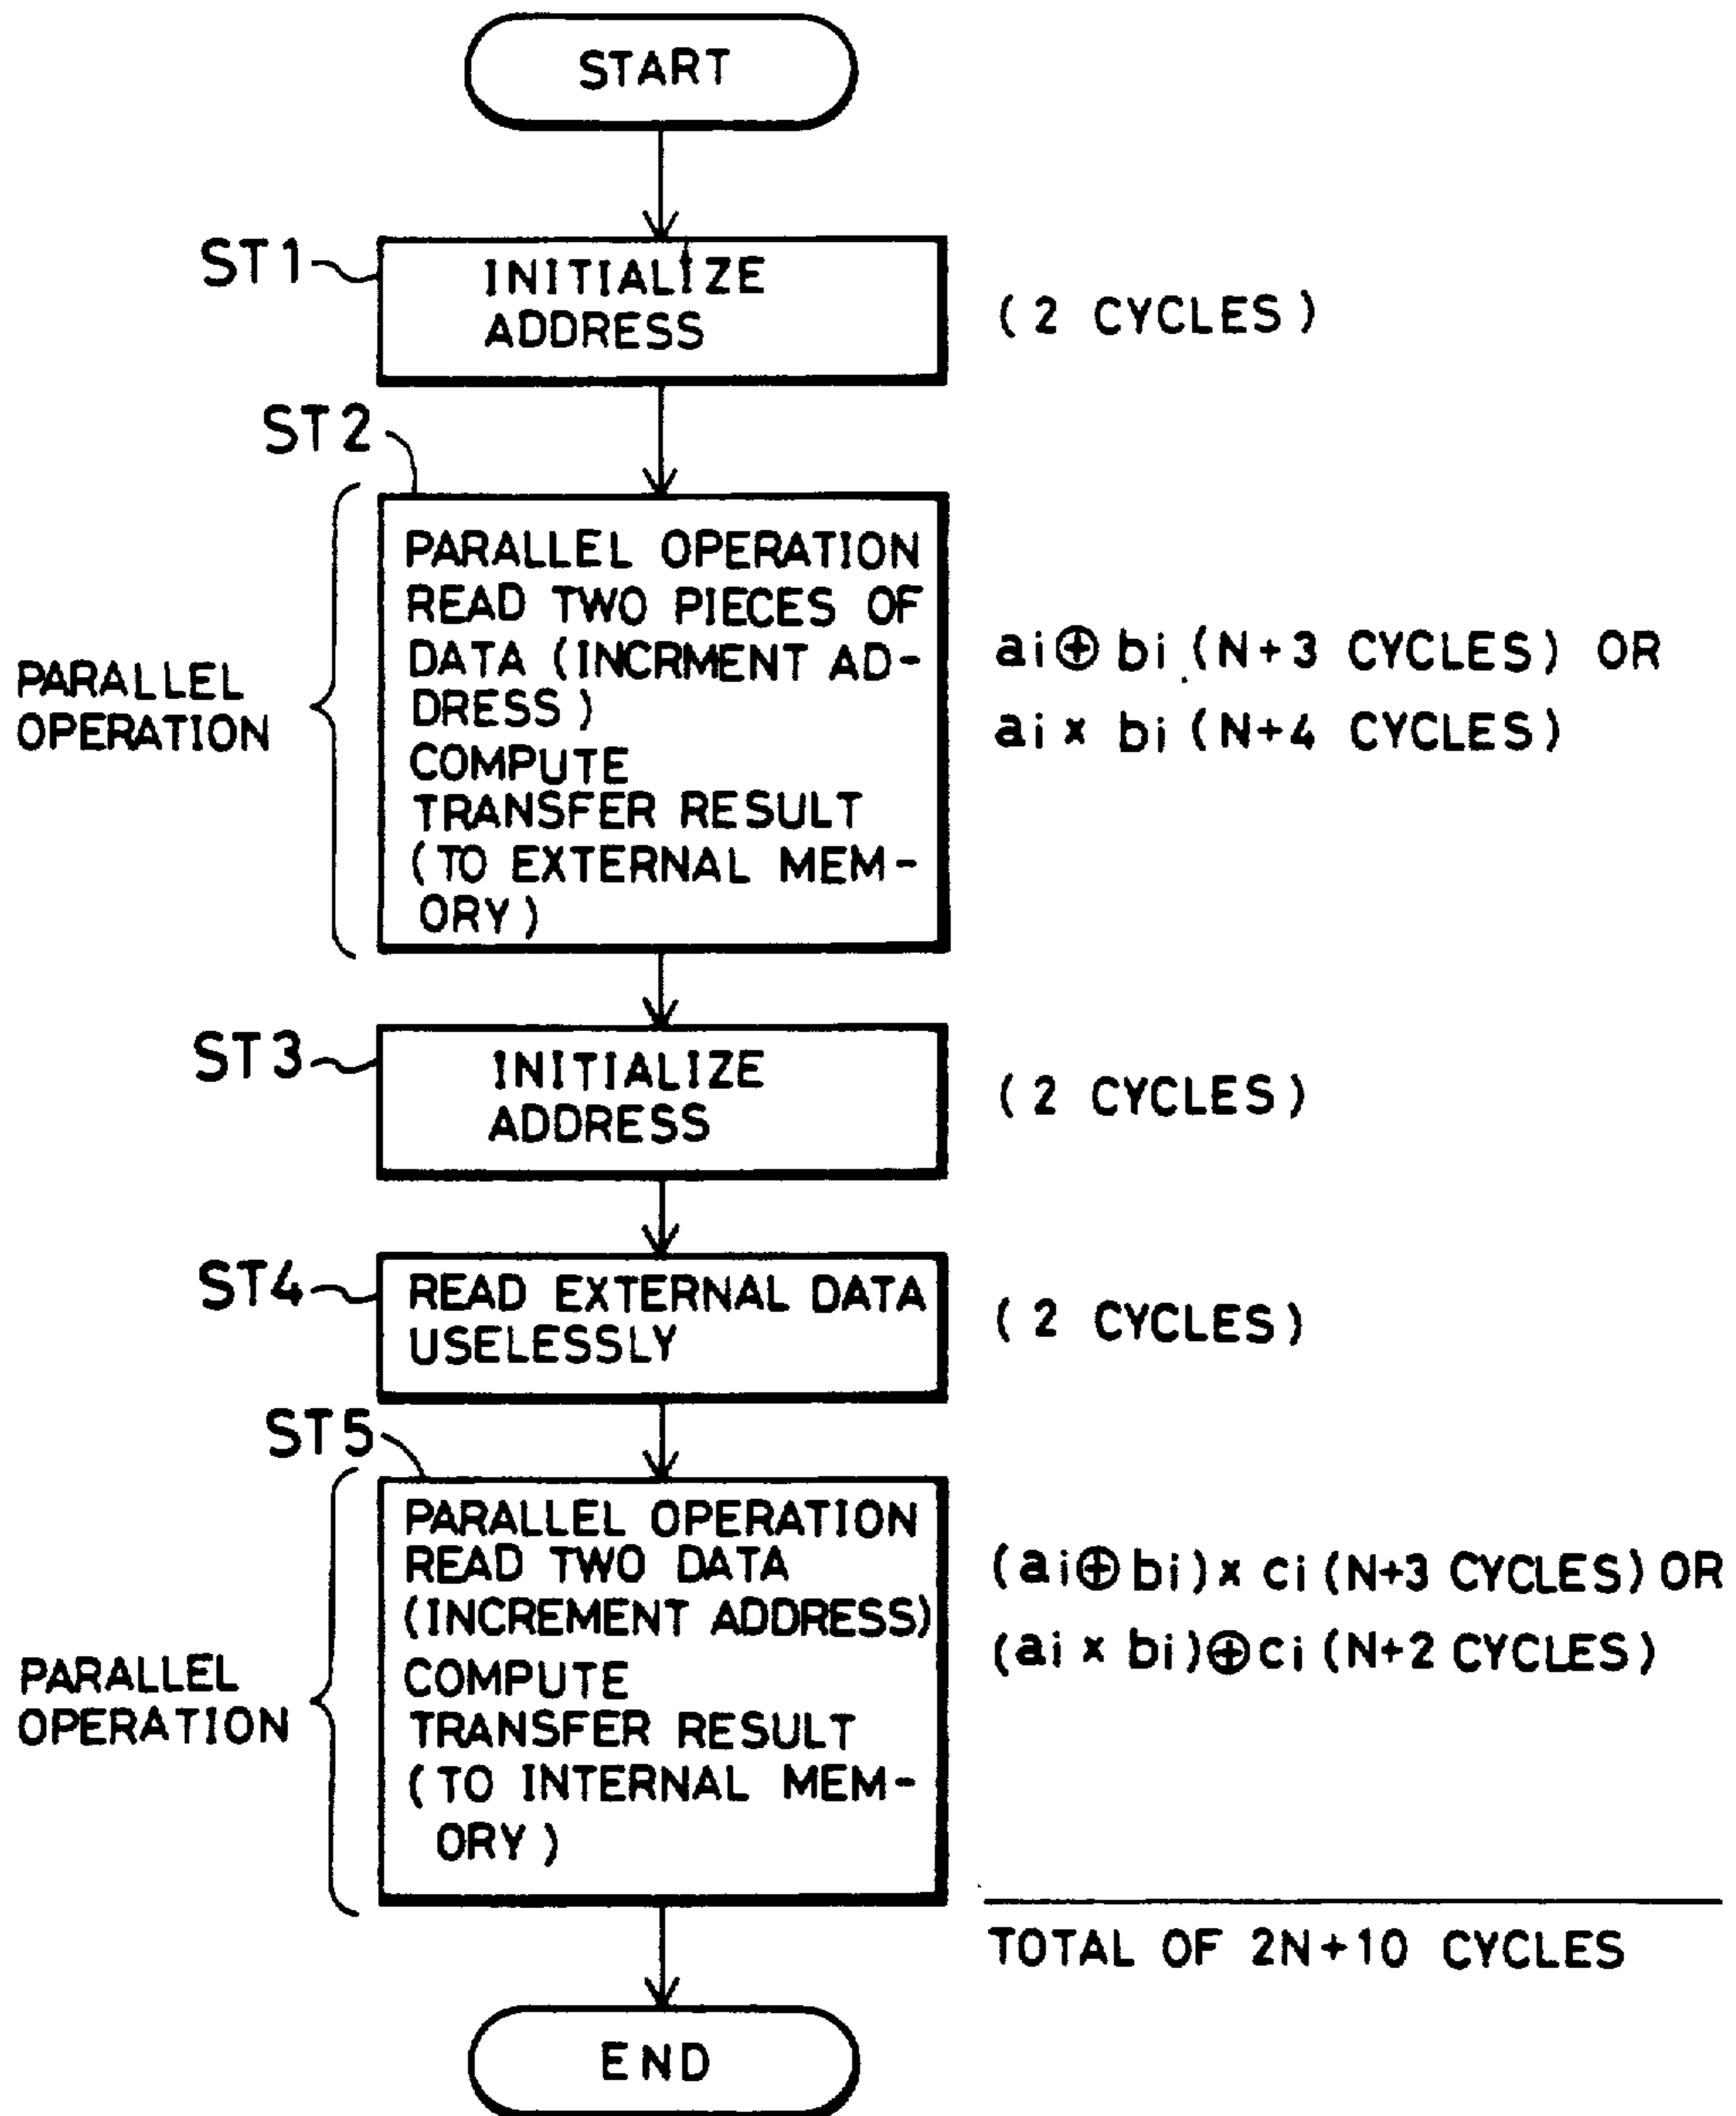 START
ST1
INITIALIZE
ADDRESS
( 2 CYCLES )
ST2
PARALLEL
OPERATION
PARALLEL OPERATION
READ TWO PIECES OF
DATA (INCRMENT AD-
DRESS)
COMPUTE
TRANSFER RESULT
(TO EXTERNAL MEM-
ORY)
ai⊕ bi (N+3 CYCLES) OR
ai x bi (N+4 CYCLES)
ST3
INITIALIZE
ADDRESS
( 2 CYCLES )
ST4
READ EXTERNAL DATA
USELESSLY
( 2 CYCLES )
ST5
PARALLEL
OPERATION
PARALLEL OPERATION
READ TWO DATA
(INCREMENT ADDRESS)
COMPUTE
TRANSFER RESULT
(TO INTERNAL MEM-
ORY)
(ai⊕ bi) x ci (N+3 CYCLES) OR
(ai x bi)⊕ci (N+2 CYCLES)
TOTAL OF 2N+10 CYCLES
END